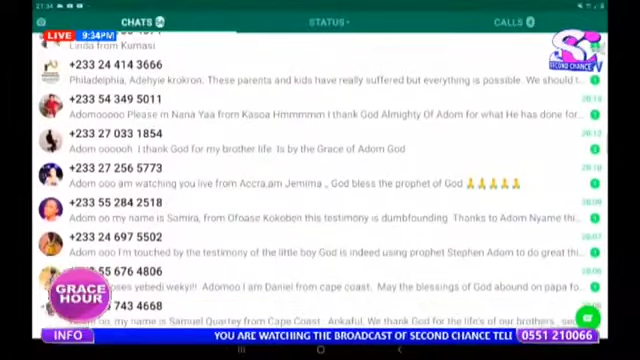 21:34
CHATS 64 STATUS CALLS
LIVE 9:34PM
Linda from Kumasi
+233 24 414 3666
Philadelphia, Adehyie krokron, These parents and kids have really suffered but everything is possible. We should t...
+233 54 349 5011
Adomooooo Please m Nana Yaa from Kasoa Hmmmmm I thank God Almighty Of Adom for what He has done for...
+233 27 033 1854
Adom oooooh I thank God for my brother life Is by the Grace of Adom God
+233 27 256 5773
Adom ooo am watching you live from Accra,am Jemima ,, God bless the prophet of God 🙏🙏🙏🙏🙏
+233 55 284 2518
Adom oo my name is Samira, from Ofoase Kokoben this testimony is dumbfounding Thanks to Adom Nyame thi...
+233 24 697 5502
Adom ooo I'm touched by the testimony of the little boy God is indeed using prophet Stephen Adom to do great thi...
55 676 4806
yebedi weky!! Adomoo I am Daniel from cape coast. May the blessings of God abound on papa fo...
743 4668
oo, my name is Samuel Quartey from Cape Coast, Ankaful. We thank God for the life's of our brothers,
SECOND CHANCE TV
GRACE HOUR
INFO YOU ARE WATCHING THE BROADCAST OF SECOND CHANCE TELE 0551 210066